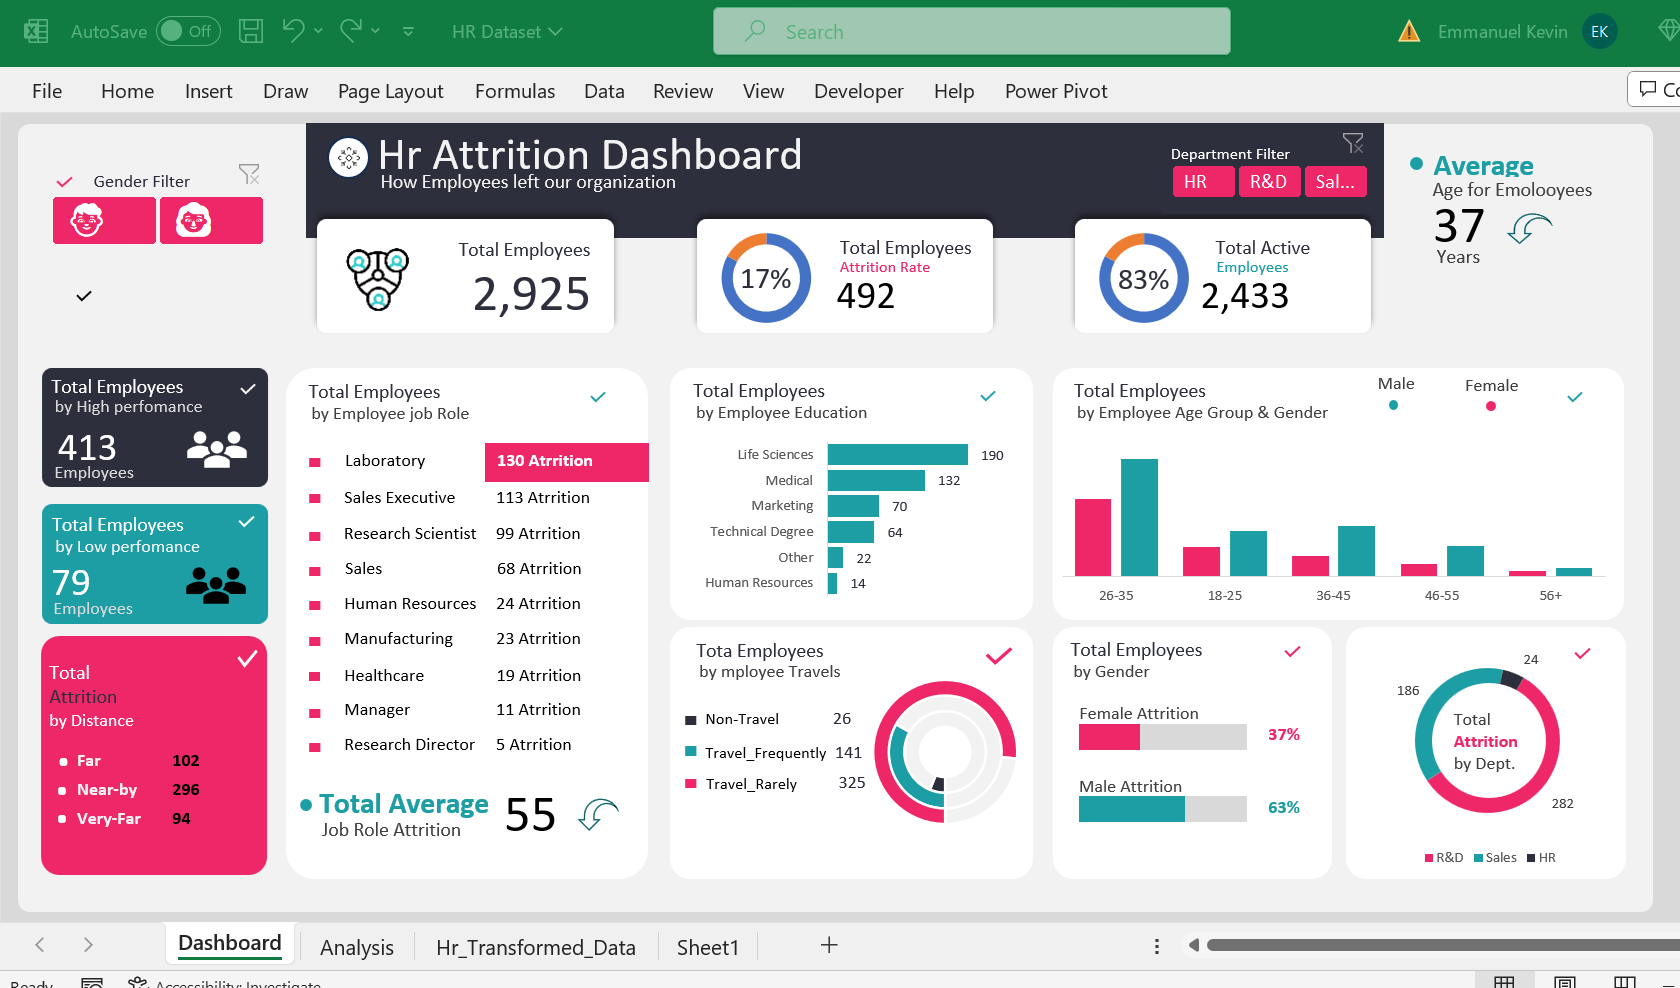 AutoSave
Off
HR Dataset
Search
Emmanuel Kevin
EK
File
Home
Insert
Draw
Page Layout
Formulas
Data
Review
View
Developer
Help
Power Pivot
Gender Filter
Hr Attrition Dashboard
How Employees left our organization
Department Filter
HR
R&D
Sal...
Average
Age for Emolooyees
37
Years
Total Employees
2,925
17%
Total Employees
Attrition Rate
492
83%
Total Active
Employees
2,433
Total Employees
by High perfomance
413
Employees
Total Employees
by Low perfomance
79
Employees
Total
Attrition
by Distance
Far 102
Near-by 296
Very-Far 94
Total Employees
by Employee job Role
Laboratory 130 Atrrition
Sales Executive 113 Atrrition
Research Scientist 99 Atrrition
Sales 68 Atrrition
Human Resources 24 Atrrition
Manufacturing 23 Atrrition
Healthcare 19 Atrrition
Manager 11 Atrrition
Research Director 5 Atrrition
Total Average
Job Role Attrition
55
Total Employees
by Employee Education
Life Sciences 190
Medical 132
Marketing 70
Technical Degree 64
Other 22
Human Resources 14
Total Employees
by Employee Age Group & Gender
Male
Female
26-35
18-25
36-45
46-55
56+
Tota Employees
by mployee Travels
Non-Travel 26
Travel_Frequently 141
Travel_Rarely 325
Total Employees
by Gender
Female Attrition
37%
Male Attrition
63%
24
186
Total
Attrition
by Dept.
282
R&D
Sales
HR
Dashboard
Analysis
Hr_Transformed_Data
Sheet1
Ready
Accessibility: Investigate